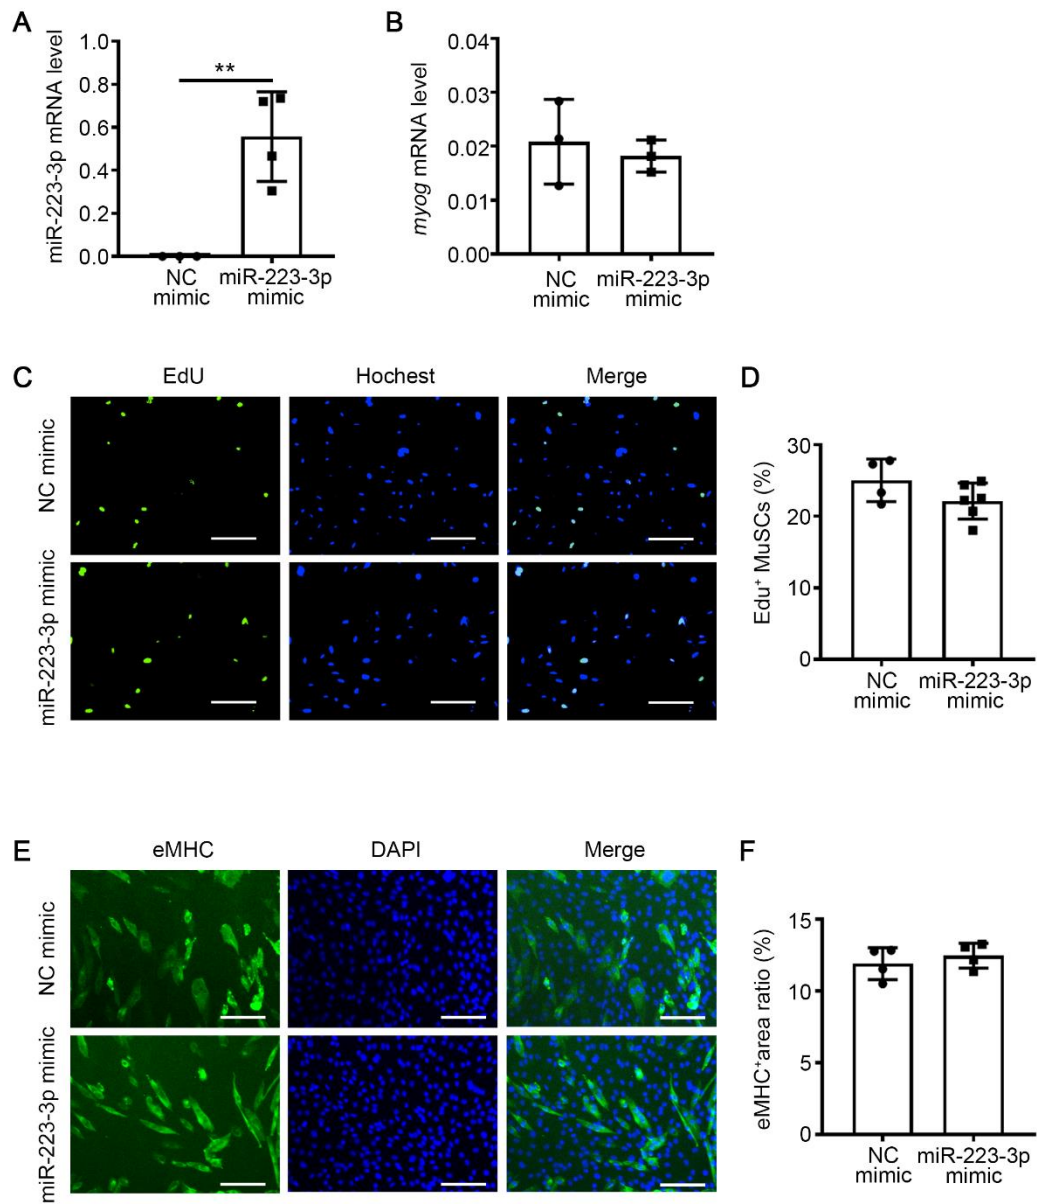 A
miR-223-3p mRNA level
1.0
0.8
0.6
0.4
0.2
0.0
**
NC
mimic
miR-223-3p
mimic
B
myog mRNA level
0.04
0.03
0.02
0.01
0.00
NC
mimic
miR-223-3p
mimic
C
EdU
Hochest
Merge
NC mimic
miR-223-3p mimic
D
Edu⁺ MuSCs (%)
30
20
10
0
NC
mimic
miR-223-3p
mimic
E
eMHC
DAPI
Merge
NC mimic
miR-223-3p mimic
F
eMHC⁺area ratio (%)
15
10
5
0
NC
mimic
miR-223-3p
mimic